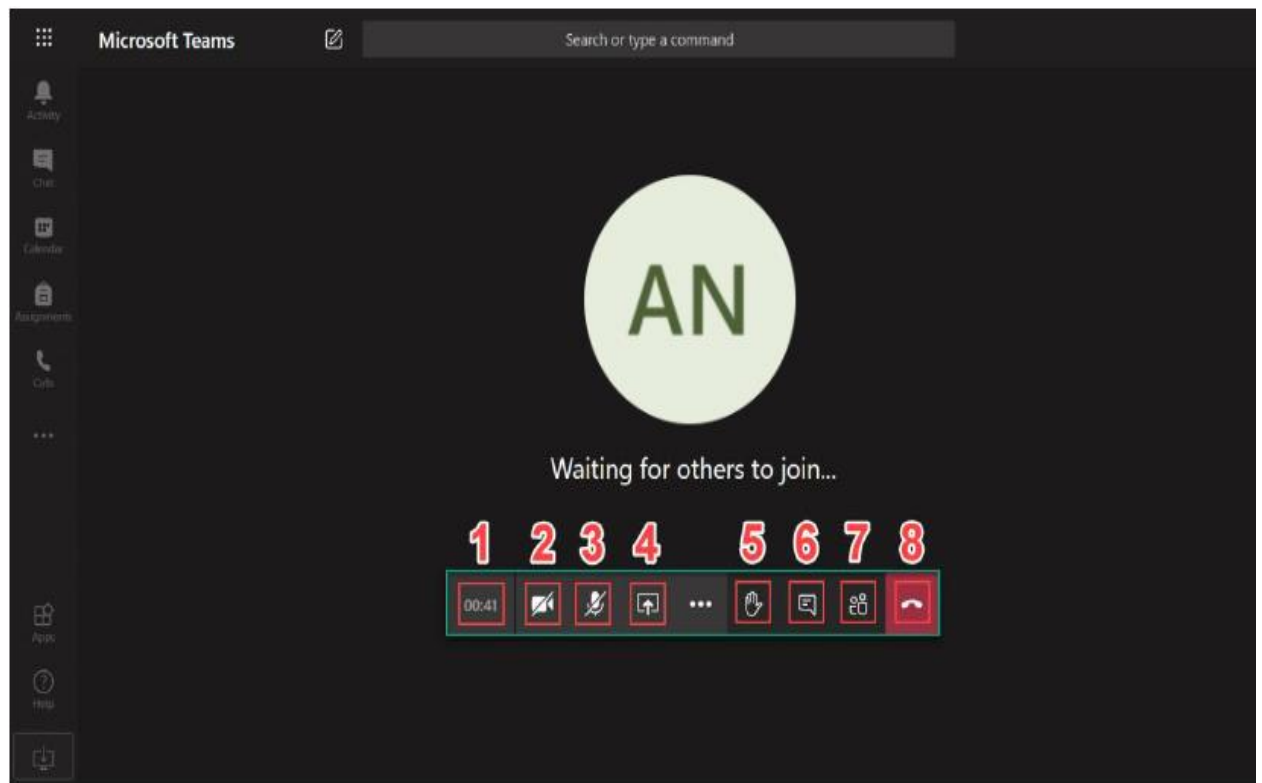 Microsoft Teams
Search or type a command
Activity
Chat
Calendar
Assignments
Calls
AN
Waiting for others to join...
1 2 3 4 5 6 7 8
00:41
Apps
Help